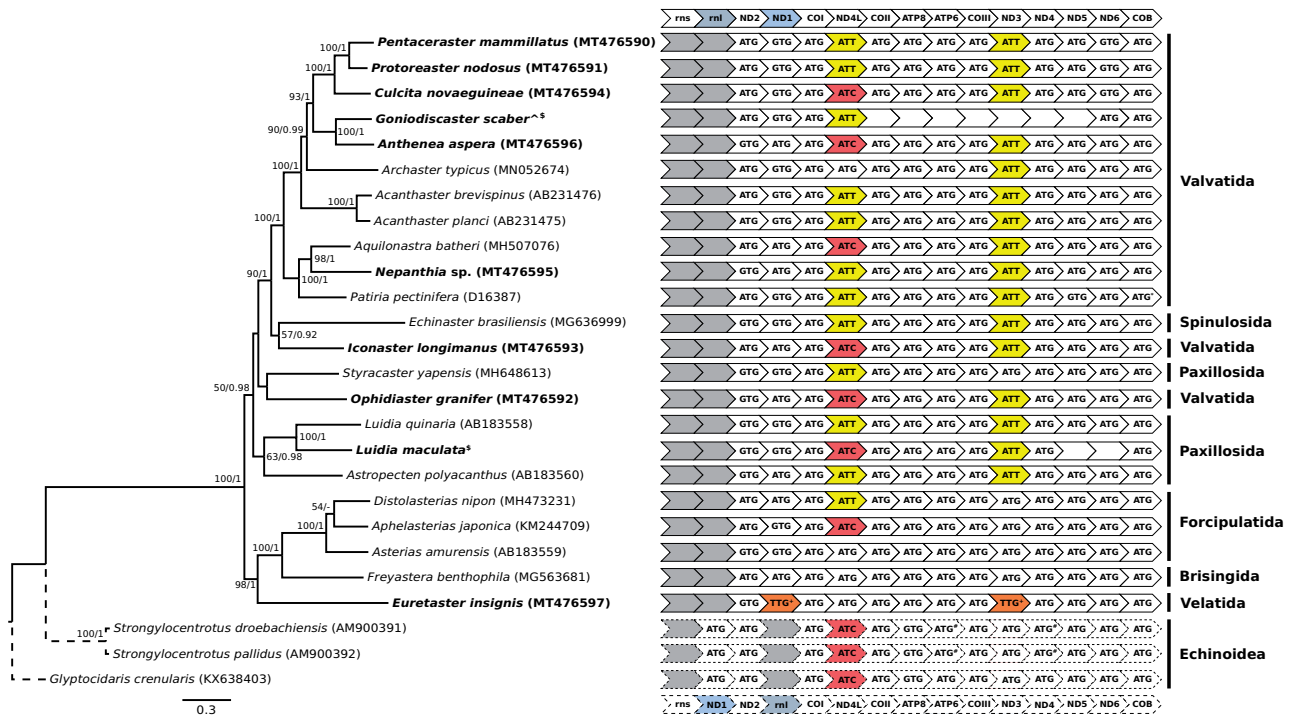 rns rnl ND2 ND1 COI ND4L COII ATP8 ATP6 COIII ND3 ND4 ND5 ND6 COB
100/1 Pentaceraster mammillatus (MT476590) ATG GTG ATG ATT ATG ATG ATG ATG ATT ATG ATG GTG ATG
100/1 Protoreaster nodosus (MT476591) ATG GTG ATG ATT ATG ATG ATG ATG ATT ATG ATG GTG ATG
93/1 Culcita novaeguineae (MT476594) ATG GTG ATG ATC ATG ATG ATG ATG ATT ATG ATG GTG ATG
90/0.99 Goniodiscaster scaber^$ ATG GTG ATG ATT ATG ATG
100/1 Anthenea aspera (MT476596) GTG ATG ATG ATC ATG ATG ATG ATG ATT ATG ATG ATG ATG
100/1 Archaster typicus (MN052674) ATG ATG ATG ATG ATG ATG ATG ATG ATT ATG ATG ATG ATG
Valvatida
100/1 Acanthaster brevispinus (AB231476) ATG ATG ATG ATT ATG ATG ATG ATG ATT ATG ATG ATG ATG
100/1 Acanthaster planci (AB231475) ATG ATG ATG ATT ATG ATG ATG ATG ATT ATG ATG ATG ATG
Aquilonastra batheri (MH507076) ATG ATG ATG ATC ATG ATG ATG ATG ATT ATG ATG ATG ATG
98/1
90/1 Nepanthia sp. (MT476595) GTG ATG ATG ATT ATG ATG ATG ATG ATT ATG ATG ATG ATG
100/1
Patiria pectinifera (D16387) ATG GTG ATG ATT ATG ATG ATG ATG ATT ATG GTG ATG ATG*
Echinaster brasiliensis (MG636999) GTG GTG ATG ATT ATG ATG ATG ATG ATT ATG ATG ATG ATG Spinulosida
57/0.92
Iconaster longimanus (MT476593) ATG ATG ATG ATC ATG ATG ATG ATG ATT ATG ATG ATG ATG Valvatida
Styracaster yapensis (MH648613) GTG GTG ATG ATT ATG ATG ATG ATG ATG ATG ATG ATG ATG Paxillosida
50/0.98
Ophidiaster granifer (MT476592) GTG ATG ATG ATC ATG ATG ATG ATG ATT ATG ATG ATG ATG Valvatida
Luidia quinaria (AB183558) GTG GTG ATG ATT ATG ATG ATG ATG ATT ATG ATG ATG ATG
100/1
Luidia maculata$ GTG GTG ATG ATC ATG ATG ATG ATG ATT ATG ATG Paxillosida
63/0.98
Astropecten polyacanthus (AB183560) GTG GTG ATG ATT ATG ATG ATG ATG ATT ATG ATG ATG ATG
100/1
Distolasterias nipon (MH473231) ATG ATG ATG ATT ATG ATG ATG ATG ATG ATG ATG ATG ATG
54/-
100/1 Aphelasterias japonica (KM244709) ATG GTG ATG ATC ATG ATG ATG ATG ATG ATG ATG ATG ATG Forcipulatida
100/1 Asterias amurensis (AB183559) GTG GTG ATG ATG ATG ATG ATG ATG ATG ATG ATG ATG ATG
Freyastera benthophila (MG563681) ATG ATG ATG ATG ATG ATG ATG ATG ATG ATG ATG ATG ATG Brisingida
98/1
Euretaster insignis (MT476597) GTG TTG+ ATG ATG ATG ATG ATG ATG TTG+ ATG ATG ATG ATG Velatida
100/1 Strongylocentrotus droebachiensis (AM900391) ATG ATG ATG ATC ATG GTG ATG# ATG ATG ATG# ATG ATG ATG
Strongylocentrotus pallidus (AM900392) ATG ATG ATG ATC ATG GTG ATG# ATG ATG ATG# ATG ATG ATG Echinoidea
Glyptocidaris crenularis (KX638403) ATG ATG ATG ATC ATG ATG ATG ATG ATG ATG ATG ATG ATG
0.3
rns ND1 ND2 rnl COI ND4L COII ATP8 ATP6 COIII ND3 ND4 ND5 ND6 COB